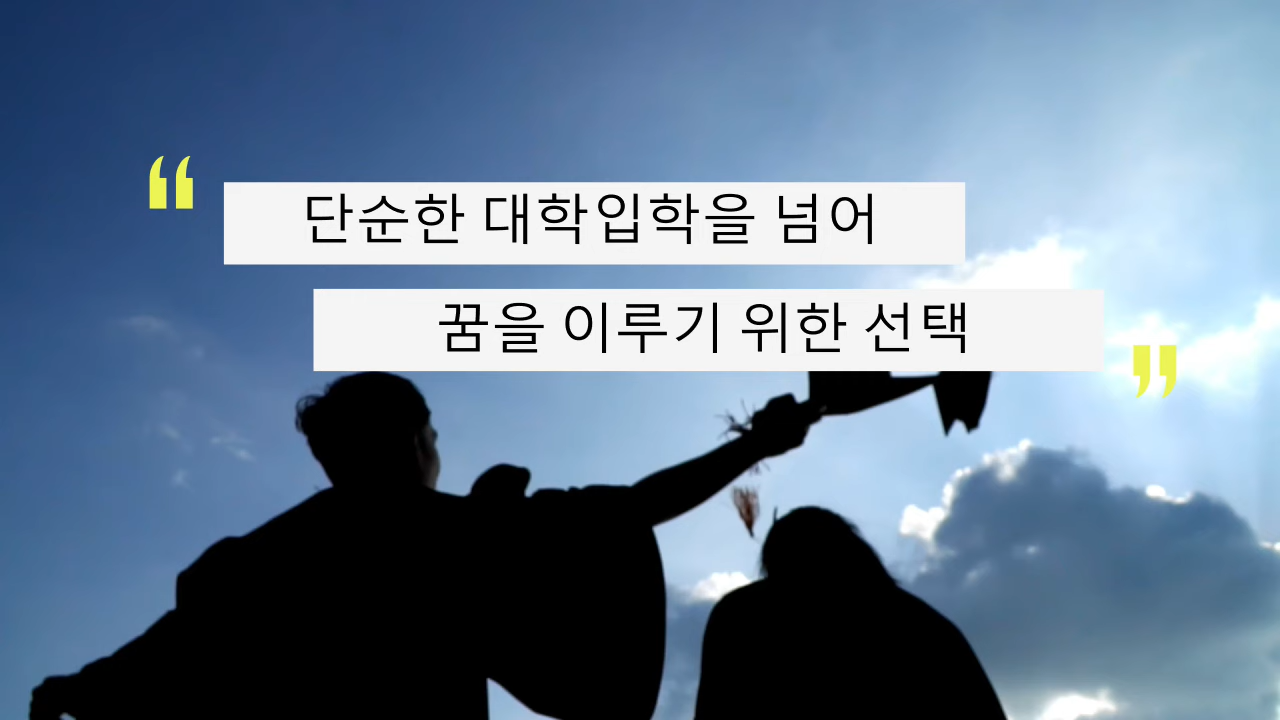 “
단순한 대학입학을 넘어
꿈을 이루기 위한 선택
”